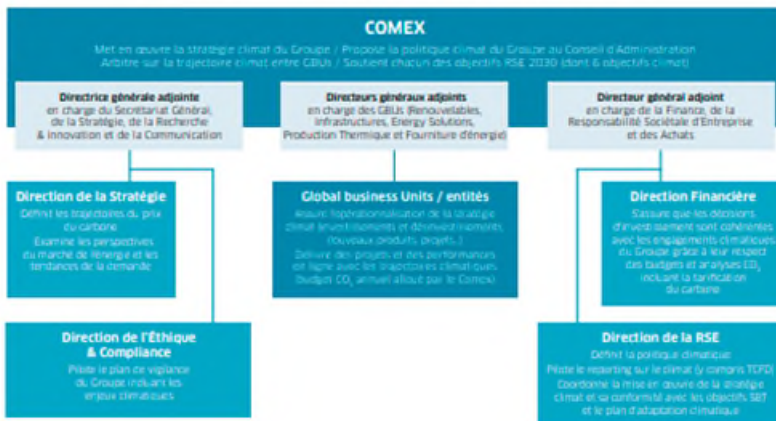 COMEX
Met en œuvre la stratégie climat du Groupe / Propose la politique climat du Groupe au Conseil d'Administration
Arbitre sur la trajectoire climat entre GBUs / Soutient chacun des objectifs RSE 2030 (dont 6 objectifs climat)
Directrice générale adjointe
en charge du Secrétariat Général,
de la Stratégie, de la Recherche
& innovation et de la Communication
Directeurs généraux adjoints
en charge des GBUs (Renouvelables,
Infrastructures, Energy Solutions,
Production Thermique et Fourniture d'énergie)
Directeur général adjoint
en charge de la Finance, de la
Responsabilité Sociétale d'Entreprise
et des Achats
Direction de la Stratégie
Définit les trajectoires du prix
du carbone
Examine les perspectives
du marché de l'énergie et les
tendances de la demande
Global business Units / entités
Assure l'opérationnalisation de la stratégie
climat (investissements et désinvestissements,
nouveaux produits, projets...)
Délivre des projets et des performances
en ligne avec les trajectoires climatiques
(budget CO₂ annuel alloué par le Comex)
Direction Financière
S'assure que les décisions
d'investissement sont cohérentes
avec les engagements climatiques
du Groupe grâce à leur respect
des budgets et analyses CO₂
incluant la tarification
du carbone
Direction de l'Éthique
& Compliance
Pilote le plan de vigilance
du Groupe incluant les
enjeux climatiques
Direction de la RSE
Définit la politique climatique
Pilote le reporting sur le climat (y compris TCFD)
Coordonne la mise en œuvre de la stratégie
climat et sa conformité avec les objectifs SBT
et le plan d'adaptation climatique